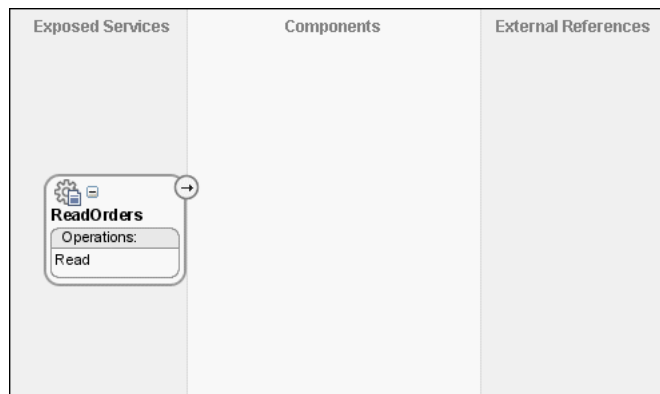 Exposed Services
Components
External References
ReadOrders
Operations:
Read